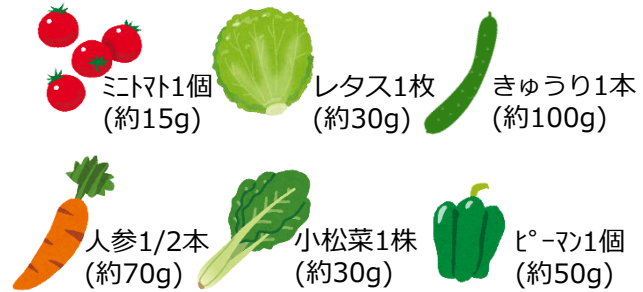 ﾐﾆﾄﾏﾄ1個
(約15g)
レタス1枚
(約30g)
きゅうり1本
(約100g)
人参1/2本
(約70g)
小松菜1株
(約30g)
ﾋﾟｰﾏﾝ1個
(約50g)